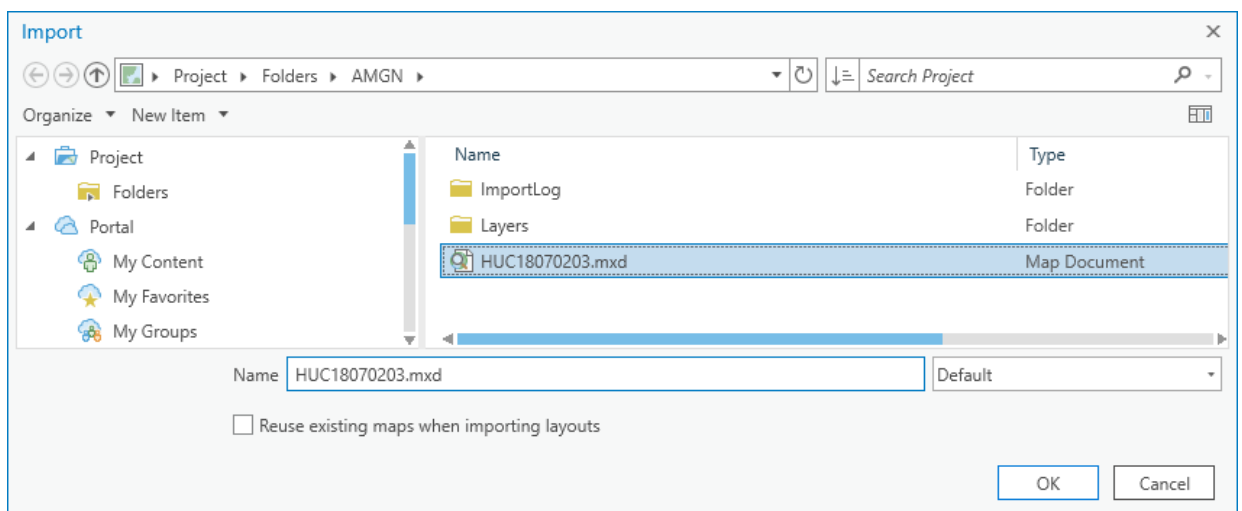 Import
Project Folders AMGN
Search Project
Organize New Item
Project
Folders
Portal
My Content
My Favorites
My Groups
Name Type
ImportLog Folder
Layers Folder
HUC18070203.mxd Map Document
Name HUC18070203.mxd Default
Reuse existing maps when importing layouts
OK Cancel